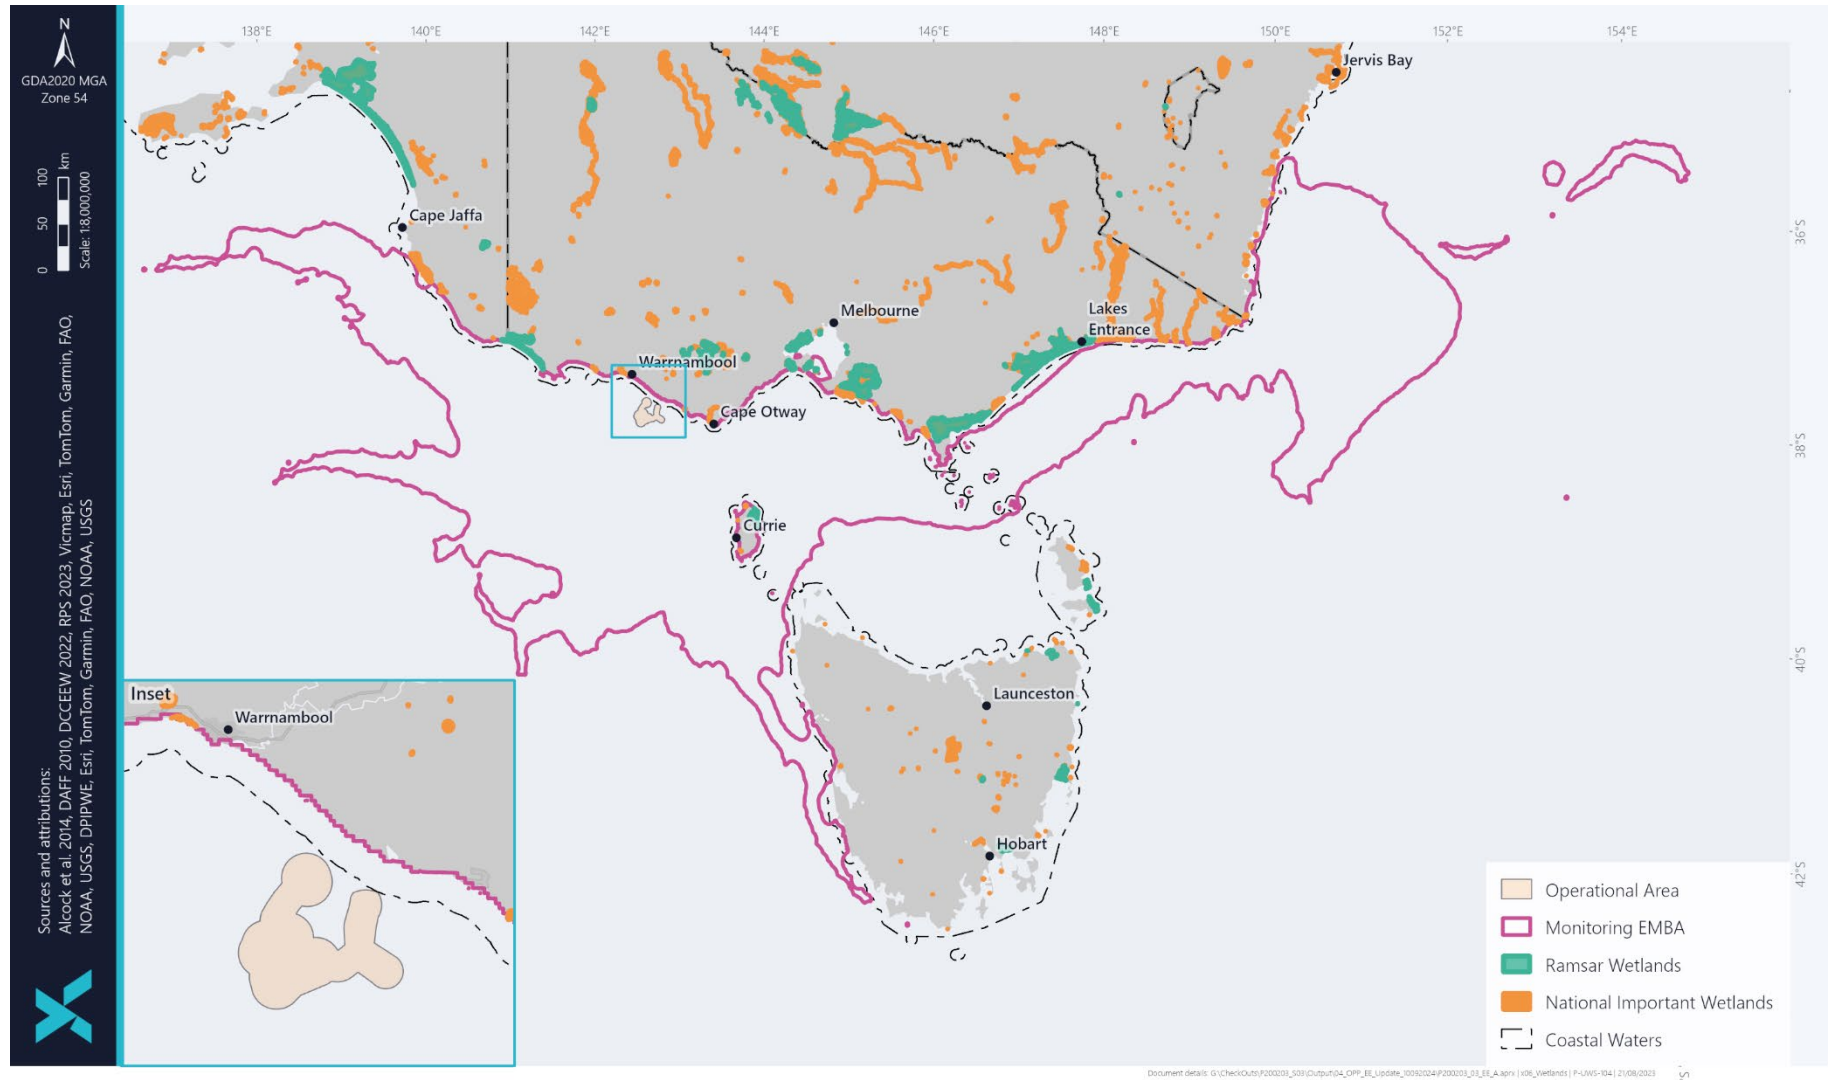 N
GDA2020 MGA
Zone 54
0 50 100 km
Scale: 1:8,000,000
Sources and attributions:
Alcock et al. 2014, DAFF 2010, DCCEEW 2022, RPS 2023, Vicmap, Esri, TomTom, Garmin, FAO,
NOAA, USGS, DPIPWE, Esri, TomTom, Garmin, FAO, NOAA, USGS
138°E 140°E 142°E 144°E 146°E 148°E 150°E 152°E 154°E
Jervis Bay
Cape Jaffa
36°S
Melbourne
Lakes
Entrance
Warrnambool
Cape Otway
38°S
Currie
40°S
Launceston
Hobart
42°S
Inset
Warrnambool
Operational Area
Monitoring EMBA
Ramsar Wetlands
National Important Wetlands
Coastal Waters